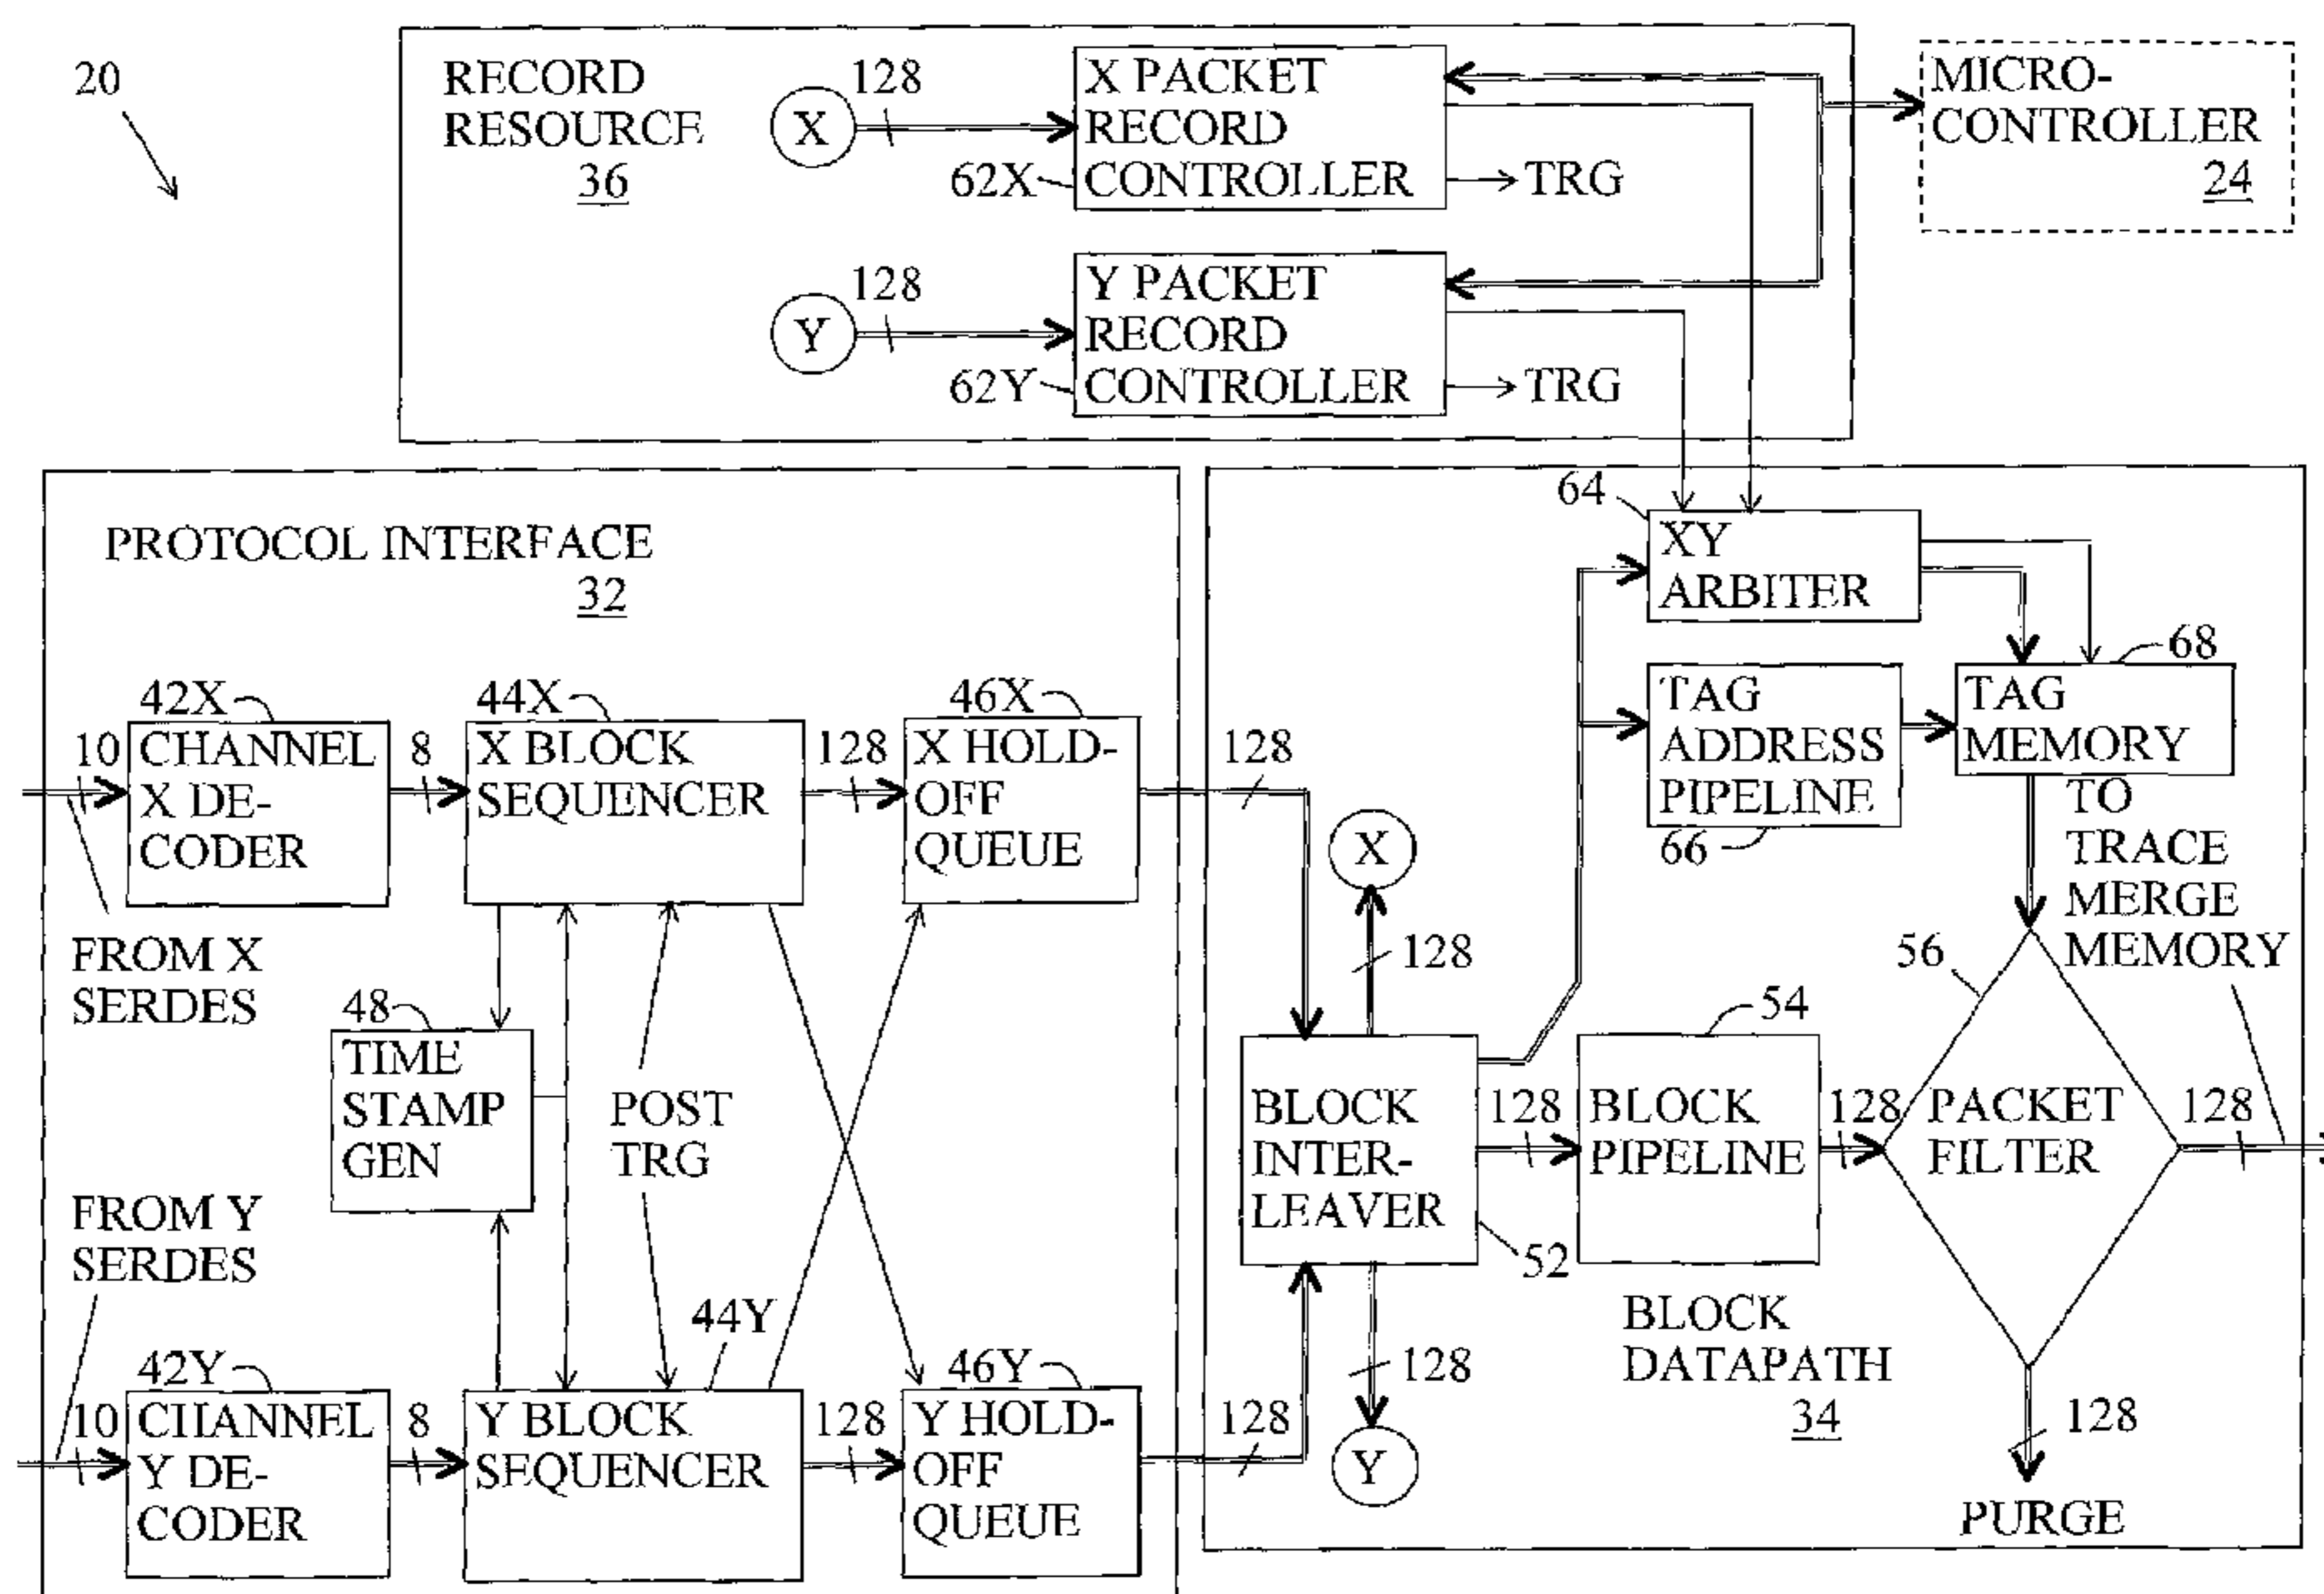 20
RECORD
RESOURCE
36
X
128
X PACKET
RECORD
CONTROLLER
62X
TRG
MICRO-
CONTROLLER
24
Y
128
Y PACKET
RECORD
CONTROLLER
62Y
TRG
PROTOCOL INTERFACE
32
42X
10
CHANNEL
X DE-
CODER
8
44X
X BLOCK
SEQUENCER
128
46X
X HOLD-
OFF
QUEUE
128
FROM X
SERDES
48
TIME
STAMP
GEN
POST
TRG
FROM Y
SERDES
42Y
10
CHANNEL
Y DE-
CODER
8
44Y
Y BLOCK
SEQUENCER
128
46Y
Y HOLD-
OFF
QUEUE
128
64
XY
ARBITER
TAG
ADDRESS
PIPELINE
66
68
TAG
MEMORY
TO
TRACE
MERGE
MEMORY
X
128
BLOCK
INTER-
LEAVER
52
128
54
BLOCK
PIPELINE
128
56
PACKET
FILTER
128
128
Y
BLOCK
DATAPATH
34
128
PURGE